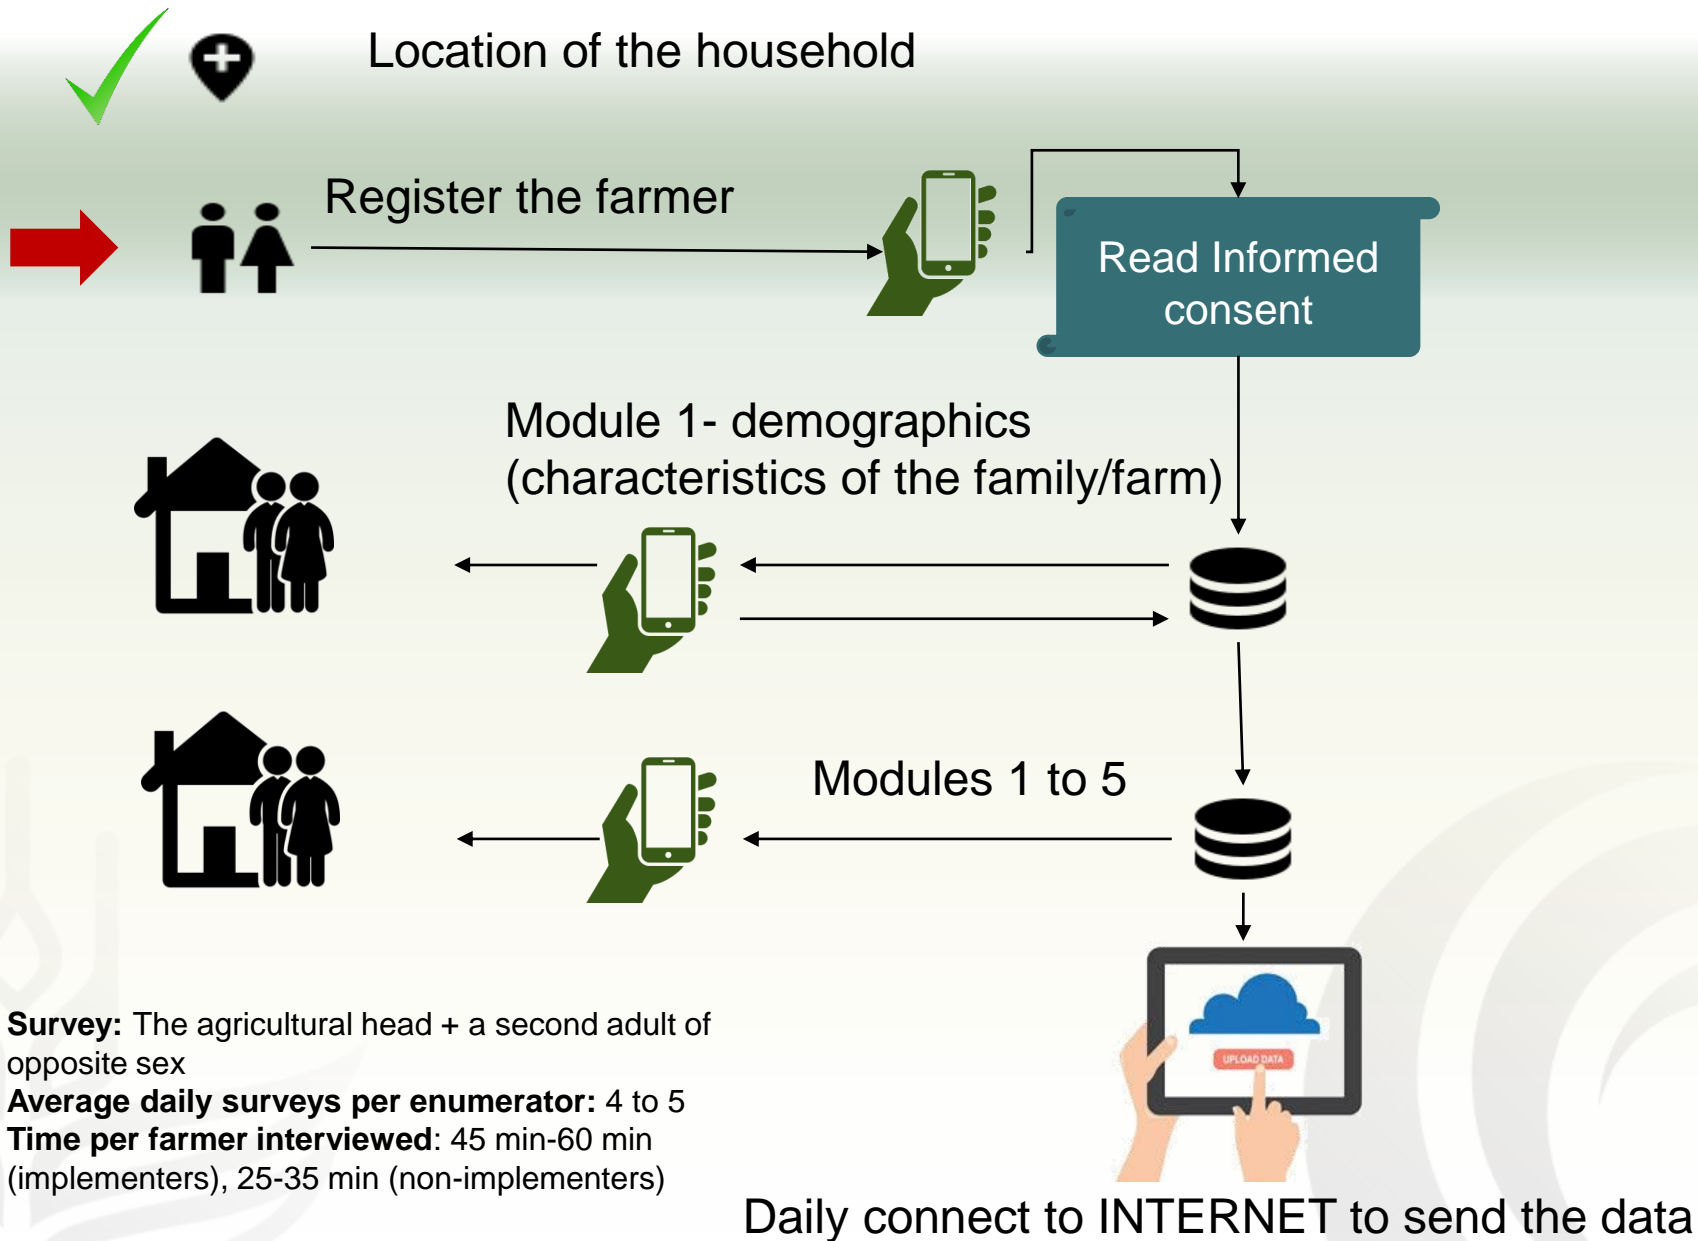 Location of the household
Register the farmer
Read Informed
consent
Module 1- demographics
(characteristics of the family/farm)
Modules 1 to 5
UPLOAD DATA
Survey: The agricultural head + a second adult of
opposite sex
Average daily surveys per enumerator: 4 to 5
Time per farmer interviewed: 45 min-60 min
(implementers), 25-35 min (non-implementers)
Daily connect to INTERNET to send the data